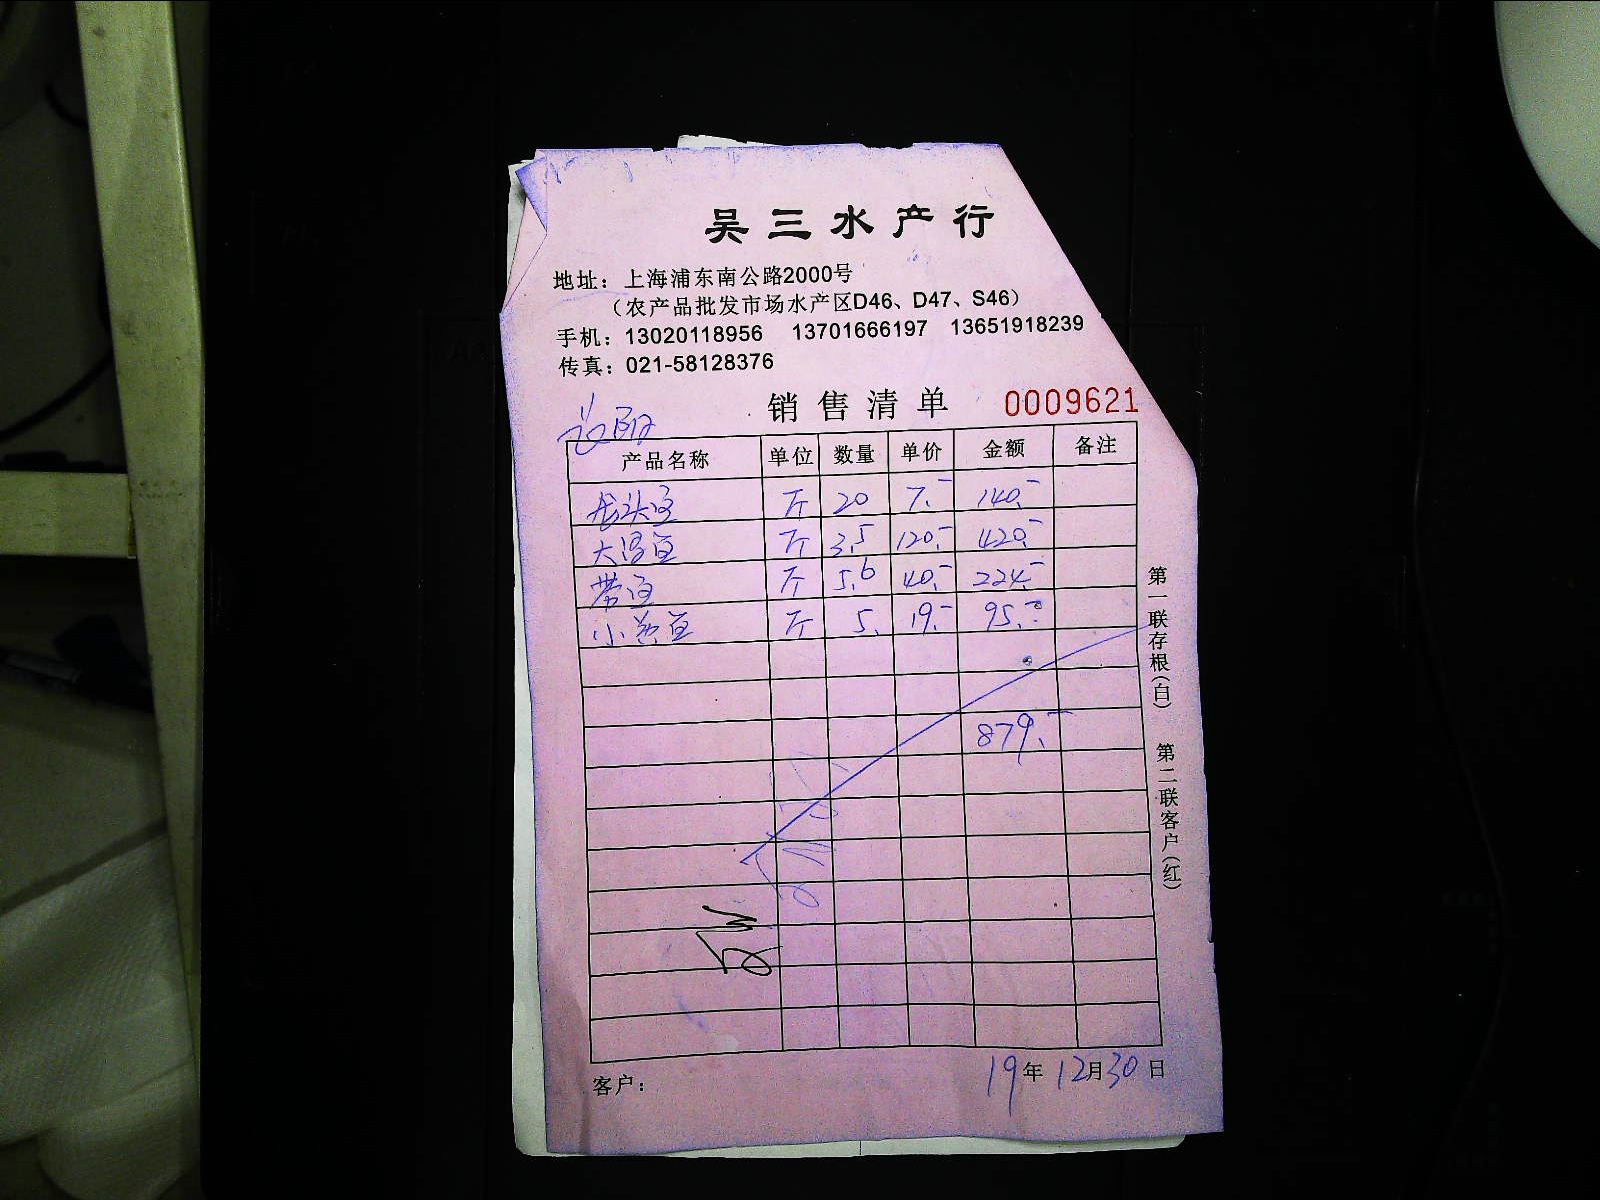 吴三水产行
地址：上海浦东南公路2000号
（农产品批发市场水产区D46、D47、S46）
手机：13020118956 13701666197 13651918239
传真：021-58128376
销售清单 0009621
产品名称 单位 数量 单价 金额 备注
龙头鱼 斤 20 7.- 140.-
大鱼 斤 3.5 120.- 420.-
带鱼 斤 5.6 40.- 224.-
小黄鱼 斤 5. 19.- 95.-
879.-
第一联存根(白) 第二联客户(红)
客户： 19年12月30日